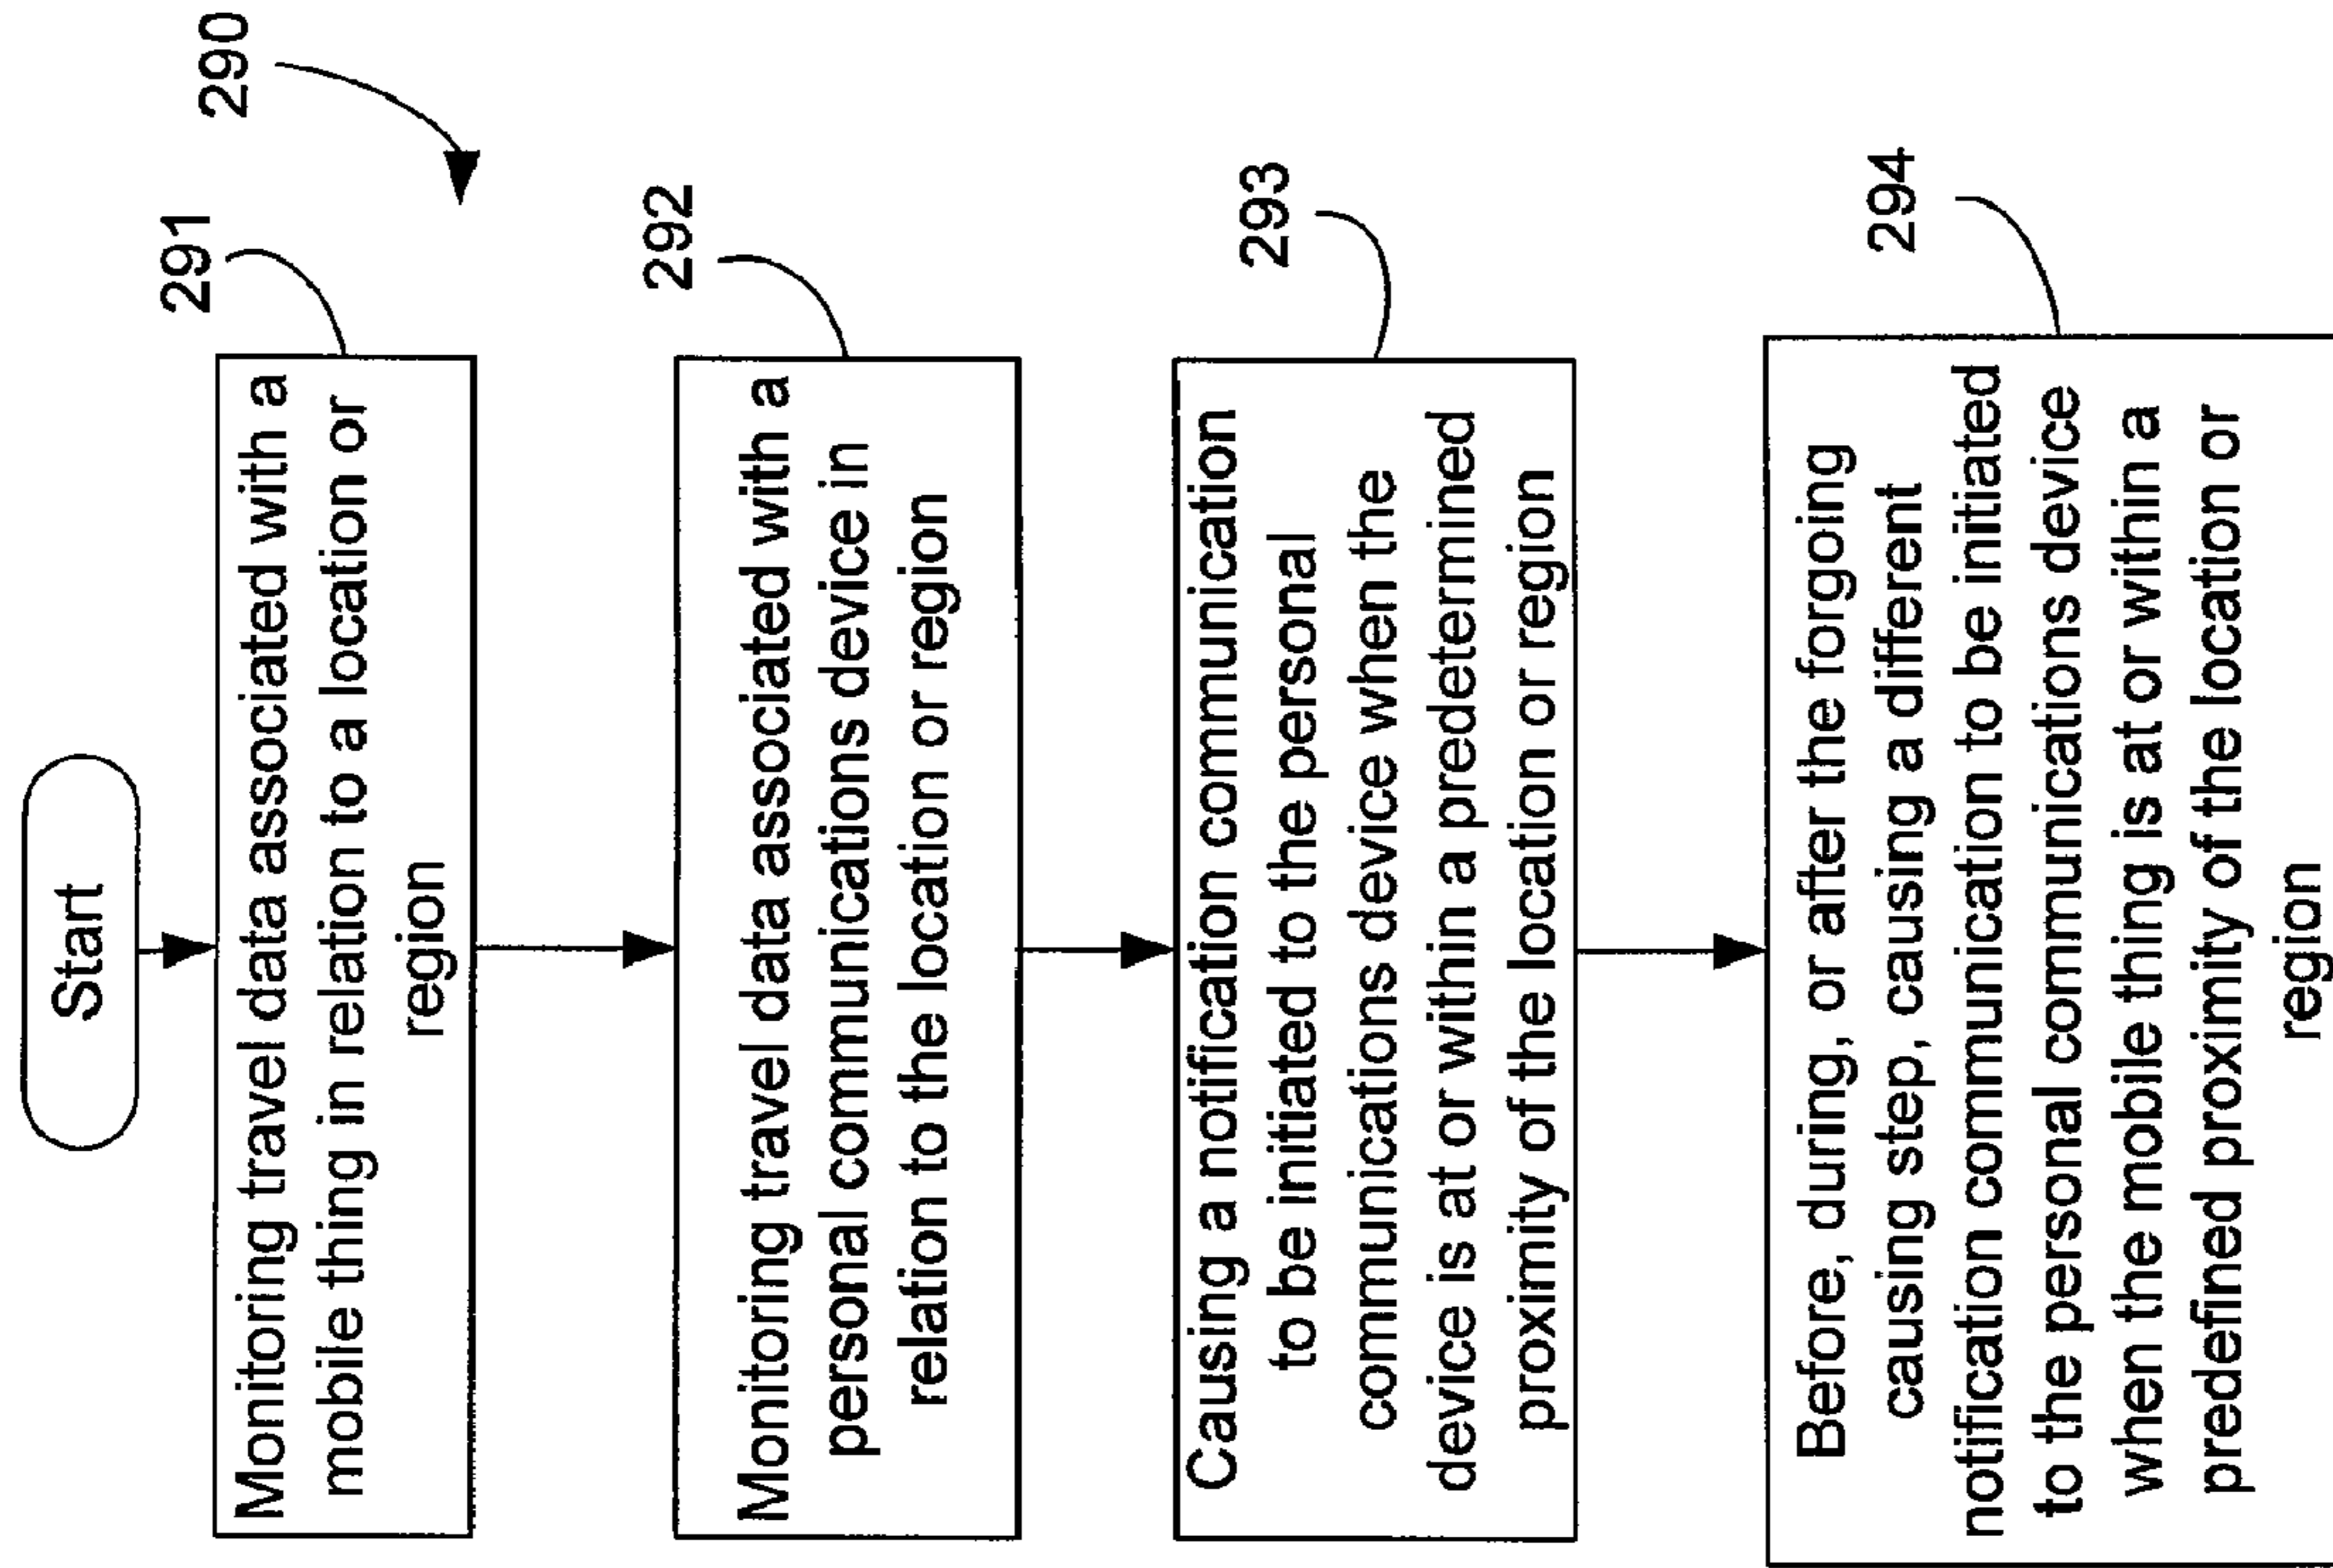 290
Start
291
Monitoring travel data associated with a
mobile thing in relation to a location or
region
292
Monitoring travel data associated with a
personal communications device in
relation to the location or region
293
Causing a notification communication
to be initiated to the personal
communications device when the
device is at or within a predetermined
proximity of the location or region
294
Before, during, or after the forgoing
causing step, causing a different
notification communication to be initiated
to the personal communications device
when the mobile thing is at or within a
predefined proximity of the location or
region